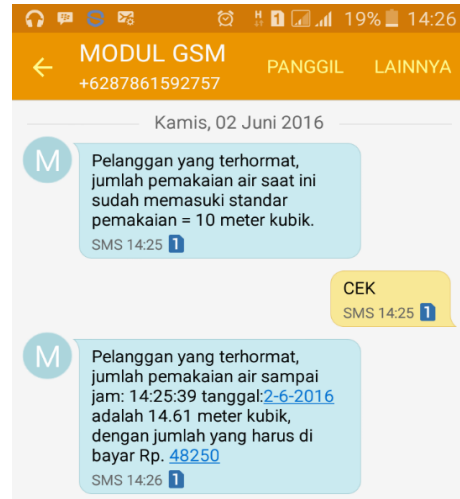 19% 14:26
MODUL GSM
+6287861592757
PANGGIL LAINNYA
Kamis, 02 Juni 2016
M
Pelanggan yang terhormat,
jumlah pemakaian air saat ini
sudah memasuki standar
pemakaian = 10 meter kubik.
SMS 14:25 1
CEK
SMS 14:25 1
M
Pelanggan yang terhormat,
jumlah pemakaian air sampai
jam: 14:25:39 tanggal:2-6-2016
adalah 14.61 meter kubik,
dengan jumlah yang harus di
bayar Rp. 48250
SMS 14:26 1